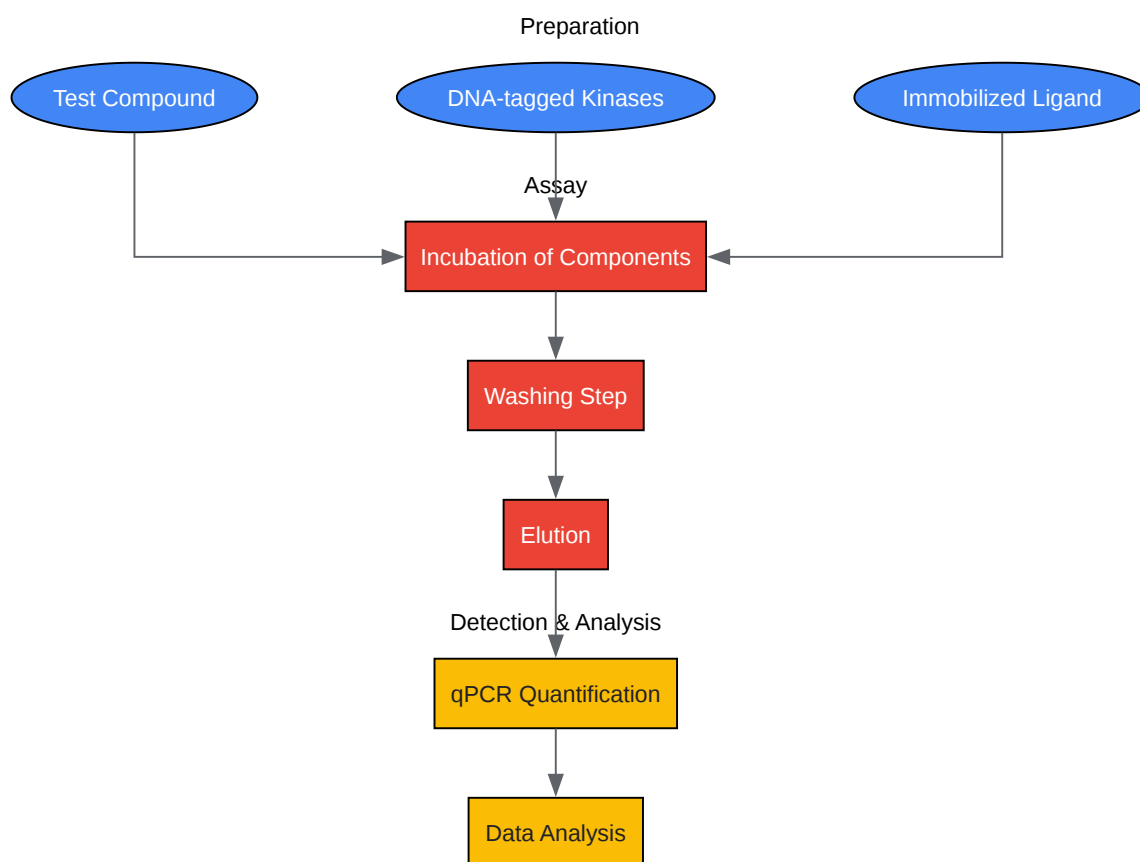 Preparation
Test Compound
DNA-tagged Kinases
Immobilized Ligand
Assay
Incubation of Components
Washing Step
Elution
Detection & Analysis
qPCR Quantification
Data Analysis